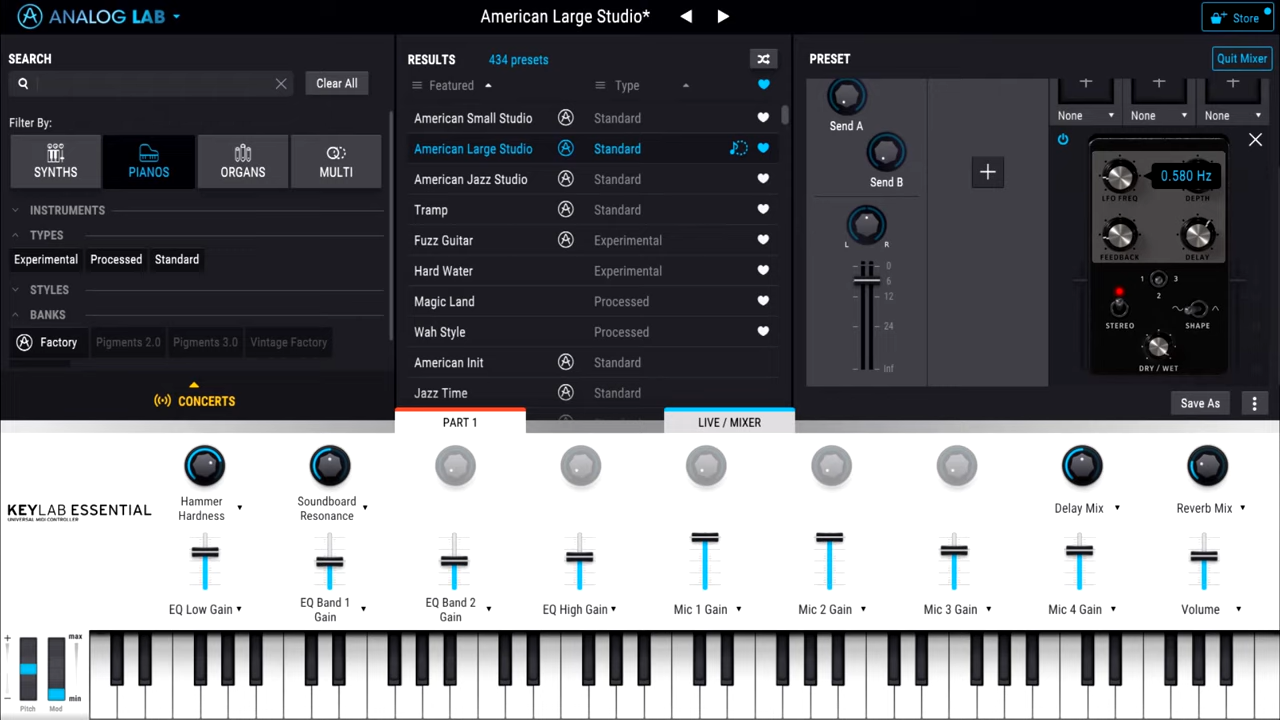 ANALOG LAB
American Large Studio*
Store
SEARCH
Clear All
Filter By:
SYNTHS
PIANOS
ORGANS
MULTI
INSTRUMENTS
TYPES
Experimental
Processed
Standard
STYLES
BANKS
Factory
Pigments 2.0
Pigments 3.0
Vintage Factory
CONCERTS
RESULTS
434 presets
Featured
Type
American Small Studio
Standard
American Large Studio
Standard
American Jazz Studio
Standard
Tramp
Standard
Fuzz Guitar
Experimental
Hard Water
Experimental
Magic Land
Processed
Wah Style
Processed
American Init
Standard
Jazz Time
Standard
PRESET
Quit Mixer
Send A
Send B
L R
0
6
12
24
Inf
None
None
None
0.580 Hz
LFO FREQ
DEPTH
FEEDBACK
DELAY
1 3
2
STEREO
SHAPE
DRY / WET
Save As
PART 1
LIVE / MIXER
KEYLAB ESSENTIAL
UNIVERSAL MIDI CONTROLLER
Hammer
Hardness
Soundboard
Resonance
Delay Mix
Reverb Mix
EQ Low Gain
EQ Band 1
Gain
EQ Band 2
Gain
EQ High Gain
Mic 1 Gain
Mic 2 Gain
Mic 3 Gain
Mic 4 Gain
Volume
+
−
max
min
Pitch
Mod